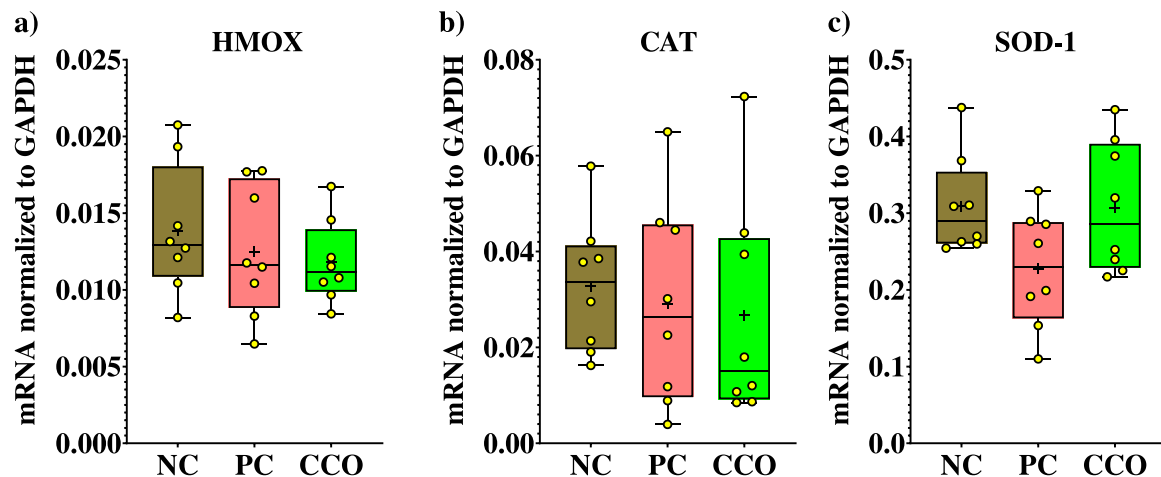 a)
HMOX
mRNA normalized to GAPDH
0.025
0.020
0.015
0.010
0.005
0.000
NC PC CCO
b)
CAT
mRNA normalized to GAPDH
0.08
0.06
0.04
0.02
0.00
NC PC CCO
c)
SOD-1
mRNA normalized to GAPDH
0.5
0.4
0.3
0.2
0.1
0.0
NC PC CCO